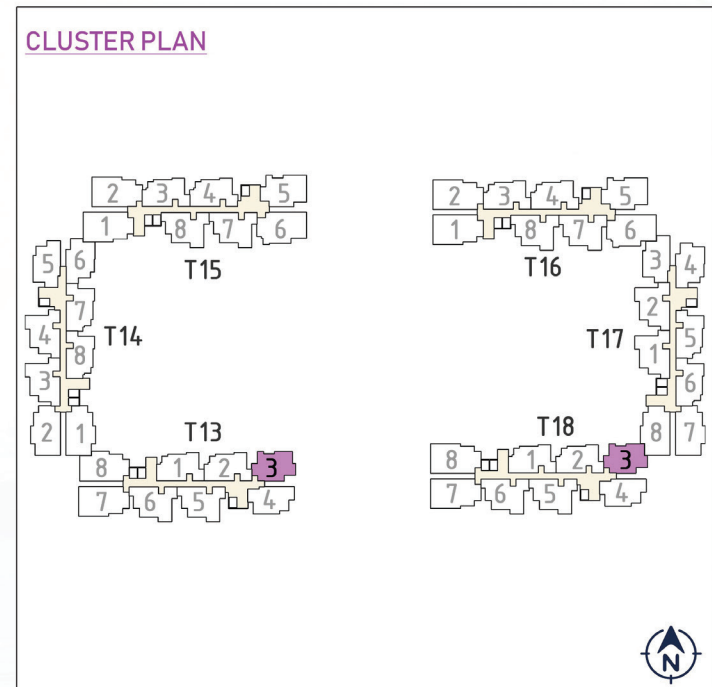 CLUSTER PLAN
2 3 4 5
1 8 7 6
T15
2 3 4 5
1 8 7 6
T16
5 6
4 7
3 8
2 1
T14
3 4
2 5
1 6
8 7
T17
T13
8 1 2 3
7 6 5 4
T18
8 1 2 3
7 6 5 4
N